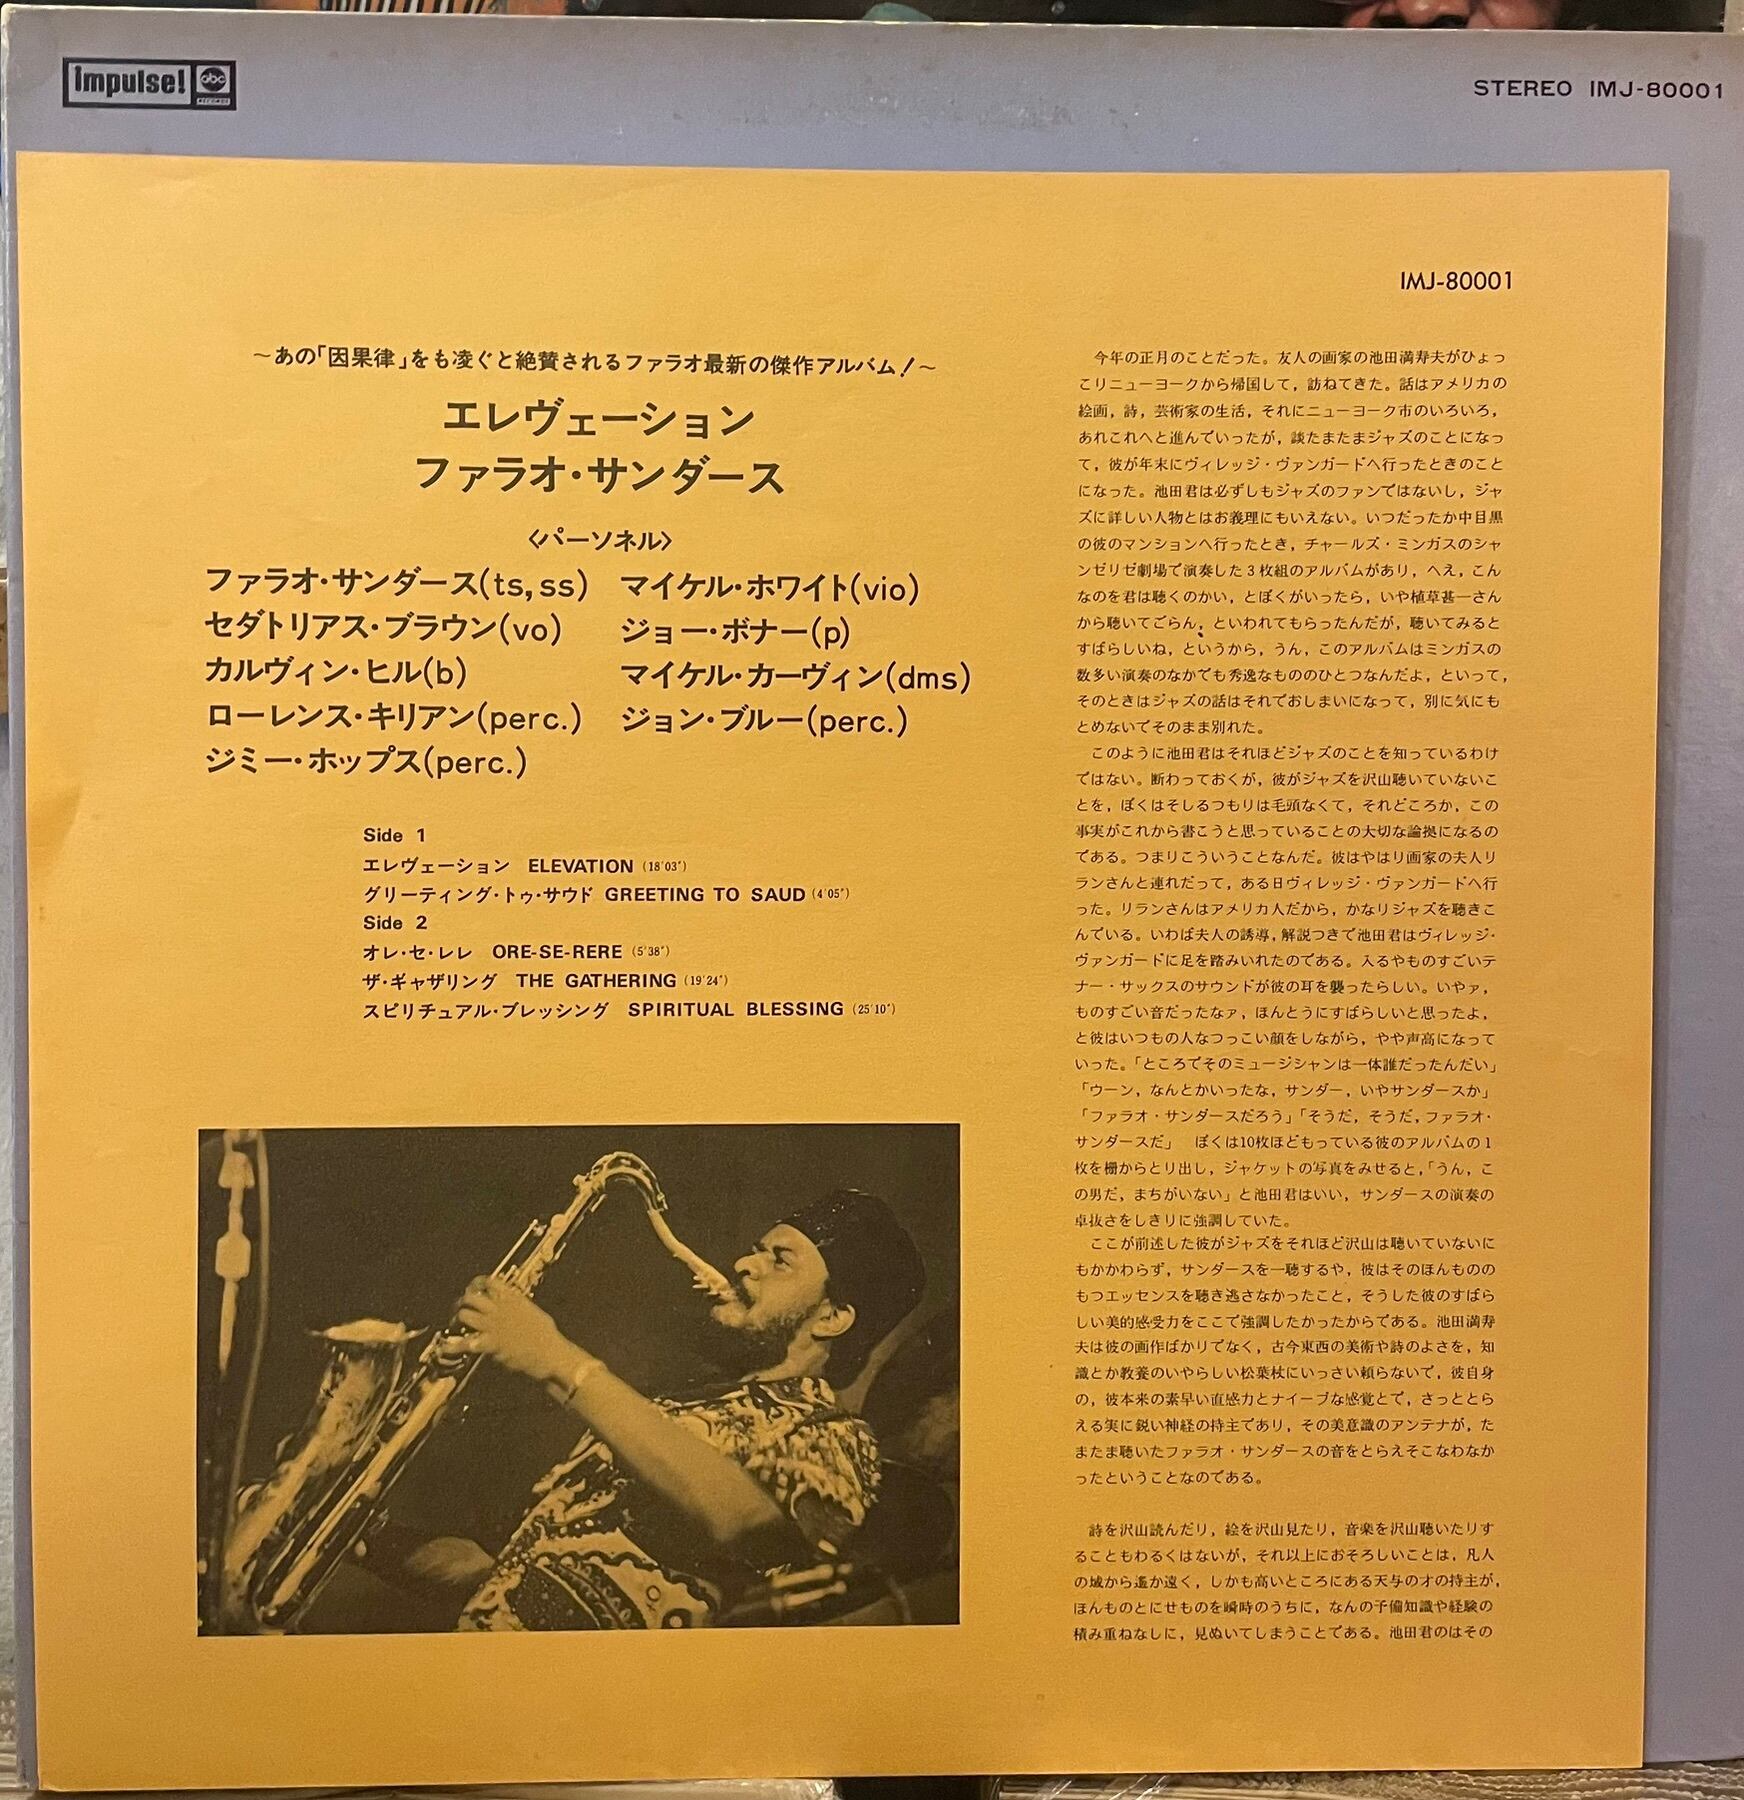 impulse! abc RECORDS
STEREO IMJ-80001
IMJ-80001
〜あの「因果律」をも凌ぐと絶賛されるファラオ最新の傑作アルバム!〜
エレヴェーション
ファラオ・サンダース
〈パーソネル〉
ファラオ・サンダース(ts,ss) マイケル・ホワイト(vio)
セダトリアス・ブラウン(vo) ジョー・ボナー(p)
カルヴィン・ヒル(b) マイケル・カーヴィン(dms)
ローレンス・キリアン(perc.) ジョン・ブルー(perc.)
ジミー・ホップス(perc.)
Side 1
エレヴェーション ELEVATION (18'03")
グリーティング・トゥ・サウド GREETING TO SAUD (4'05")
Side 2
オレ・セ・レレ ORE-SE-RERE (5'38")
ザ・ギャザリング THE GATHERING (19'24")
スピリチュアル・ブレッシング SPIRITUAL BLESSING (25'10")
今年の正月のことだった。友人の画家の池田満寿夫がひょっ
こりニューヨークから帰国して，訪ねてきた。話はアメリカの
絵画，詩，芸術家の生活，それにニューヨーク市のいろいろ，
あれこれへと進んでいったが，談たまたまジャズのことになっ
て，彼が年末にヴィレッジ・ヴァンガードへ行ったときのこと
になった。池田君は必ずしもジャズのファンではないし，ジャ
ズに詳しい人物とはお義理にもいえない。いつだったか中目黒
の彼のマンションへ行ったとき，チャールズ・ミンガスのシャ
ンゼリゼ劇場で演奏した3枚組のアルバムがあり，へえ，こん
なのを君は聴くのかい，とぼくがいったら，いや植草甚一さん
から聴いてごらん，といわれてもらったんだが，聴いてみると
すばらしいね，というから，うん，このアルバムはミンガスの
数多い演奏のなかでも秀逸なもののひとつなんだよ，といって，
そのときはジャズの話はそれでおしまいになって，別に気にも
とめないでそのまま別れた。
このように池田君はそれほどジャズのことを知っているわけ
ではない。断わっておくが，彼がジャズを沢山聴いていないこ
とを，ぼくはそしるつもりは毛頭なくて，それどころか，この
事実がこれから書こうと思っていることの大切な論拠になるの
である。つまりこういうことなんだ。彼はやはり画家の夫人リ
ランさんと連れだって，ある日ヴィレッジ・ヴァンガードへ行
った。リランさんはアメリカ人だから，かなりジャズを聴きこ
んでいる。いわば夫人の誘導，解説つきで池田君はヴィレッジ・
ヴァンガードに足を踏みいれたのである。入るやものすごいテ
ナー・サックスのサウンドが彼の耳を襲ったらしい。いやァ，
ものすごい音だったなァ，ほんとうにすばらしいと思ったよ，
と彼はいつもの人なつっこい顔をしながら，やや声高になって
いった。「ところでそのミュージシャンは一体誰だったんだい」
「ウーン，なんとかいったな，サンダー，いやサンダースか」
「ファラオ・サンダースだろう」「そうだ，そうだ，ファラオ・
サンダースだ」 ぼくは10枚ほどもっている彼のアルバムの1
枚を棚からとり出し，ジャケットの写真をみせると，「うん，こ
の男だ，まちがいない」と池田君はいい，サンダースの演奏の
卓抜さをしきりに強調していた。
ここが前述した彼がジャズをそれほど沢山は聴いていないに
もかかわらず，サンダースを一聴するや，彼はそのほんものの
もつエッセンスを聴き逃さなかったこと，そうした彼のすばら
しい美的感受力をここで強調したかったからである。池田満寿
夫は彼の画作ばかりでなく，古今東西の美術や詩のよさを，知
識とか教養のいやらしい松葉杖にいっさい頼らないで，彼自身
の，彼本来の素早い直感力とナイーブな感覚とで，さっととら
える実に鋭い神経の持主であり，その美意識のアンテナが，た
またま聴いたファラオ・サンダースの音をとらえそこなわなか
ったということなのである。
詩を沢山読んだり，絵を沢山見たり，音楽を沢山聴いたりす
ることもわるくはないが，それ以上におそろしいことは，凡人
の域から遙か遠く，しかも高いところにある天与の才の持主が，
ほんものとにせものを瞬時のうちに，なんの予備知識や経験の
積み重ねなしに，見ぬいてしまうことである。池田君のはその